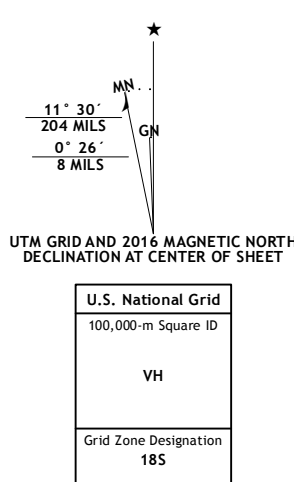 ★
MN
11° 30´
204 MILS
GN
0° 26´
8 MILS
UTM GRID AND 2016 MAGNETIC NORTH
DECLINATION AT CENTER OF SHEET
U.S. National Grid
100,000-m Square ID
VH
Grid Zone Designation
18S